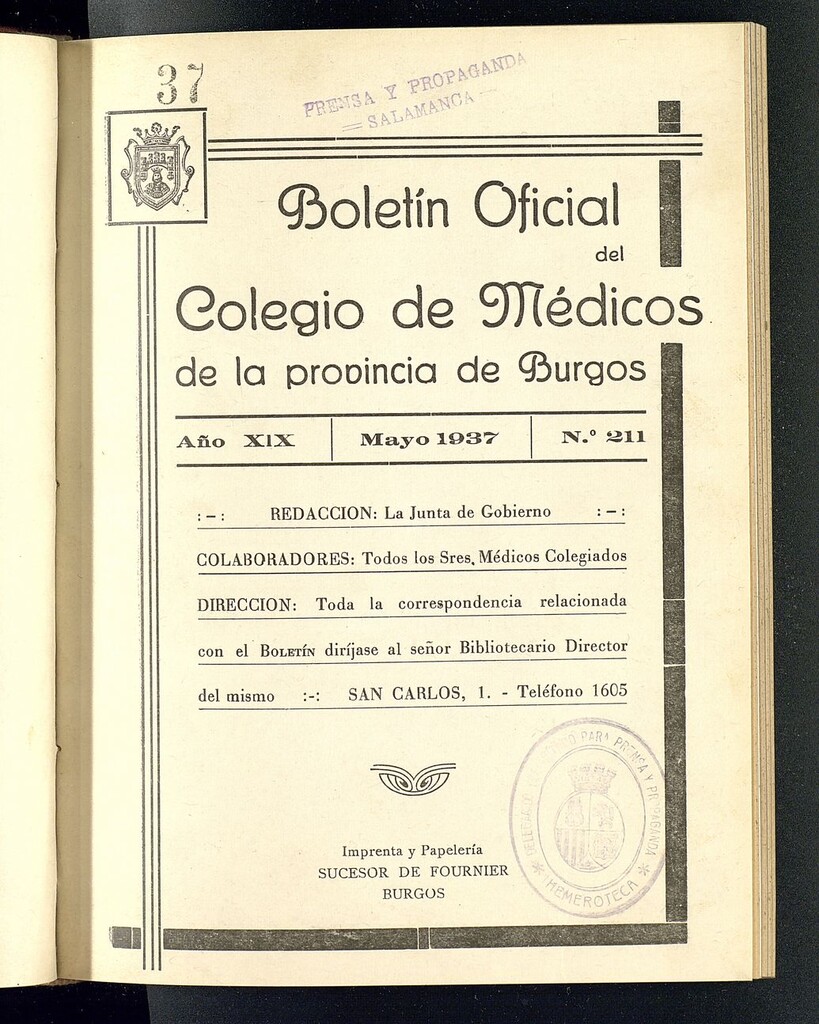 37
PRENSA Y PROPAGANDA
SALAMANCA
Boletín Oficial
del
Colegio de Médicos
de la provincia de Burgos
Año XIX Mayo 1937 N.º 211
:-: REDACCION: La Junta de Gobierno :-:
COLABORADORES: Todos los Sres. Médicos Colegiados
DIRECCION: Toda la correspondencia relacionada
con el BOLETÍN diríjase al señor Bibliotecario Director
del mismo :-: SAN CARLOS, 1. - Teléfono 1605
PARA PRENSA Y PROPAGANDA
* HEMEROTECA *
Imprenta y Papelería
SUCESOR DE FOURNIER
BURGOS